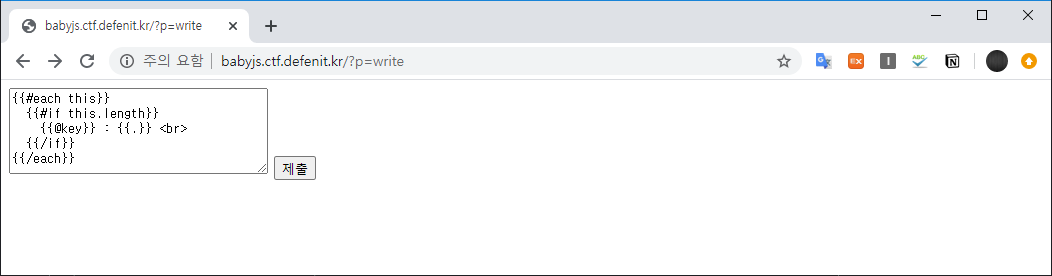 babyjs.ctf.defenit.kr/?p=write
주의 요함 | babyjs.ctf.defenit.kr/?p=write
EX
I
ABC
N
{{#each this}}
{{#if this.length}}
{{@key}} : {{.}} <br>
{{/if}}
{{/each}}
제출